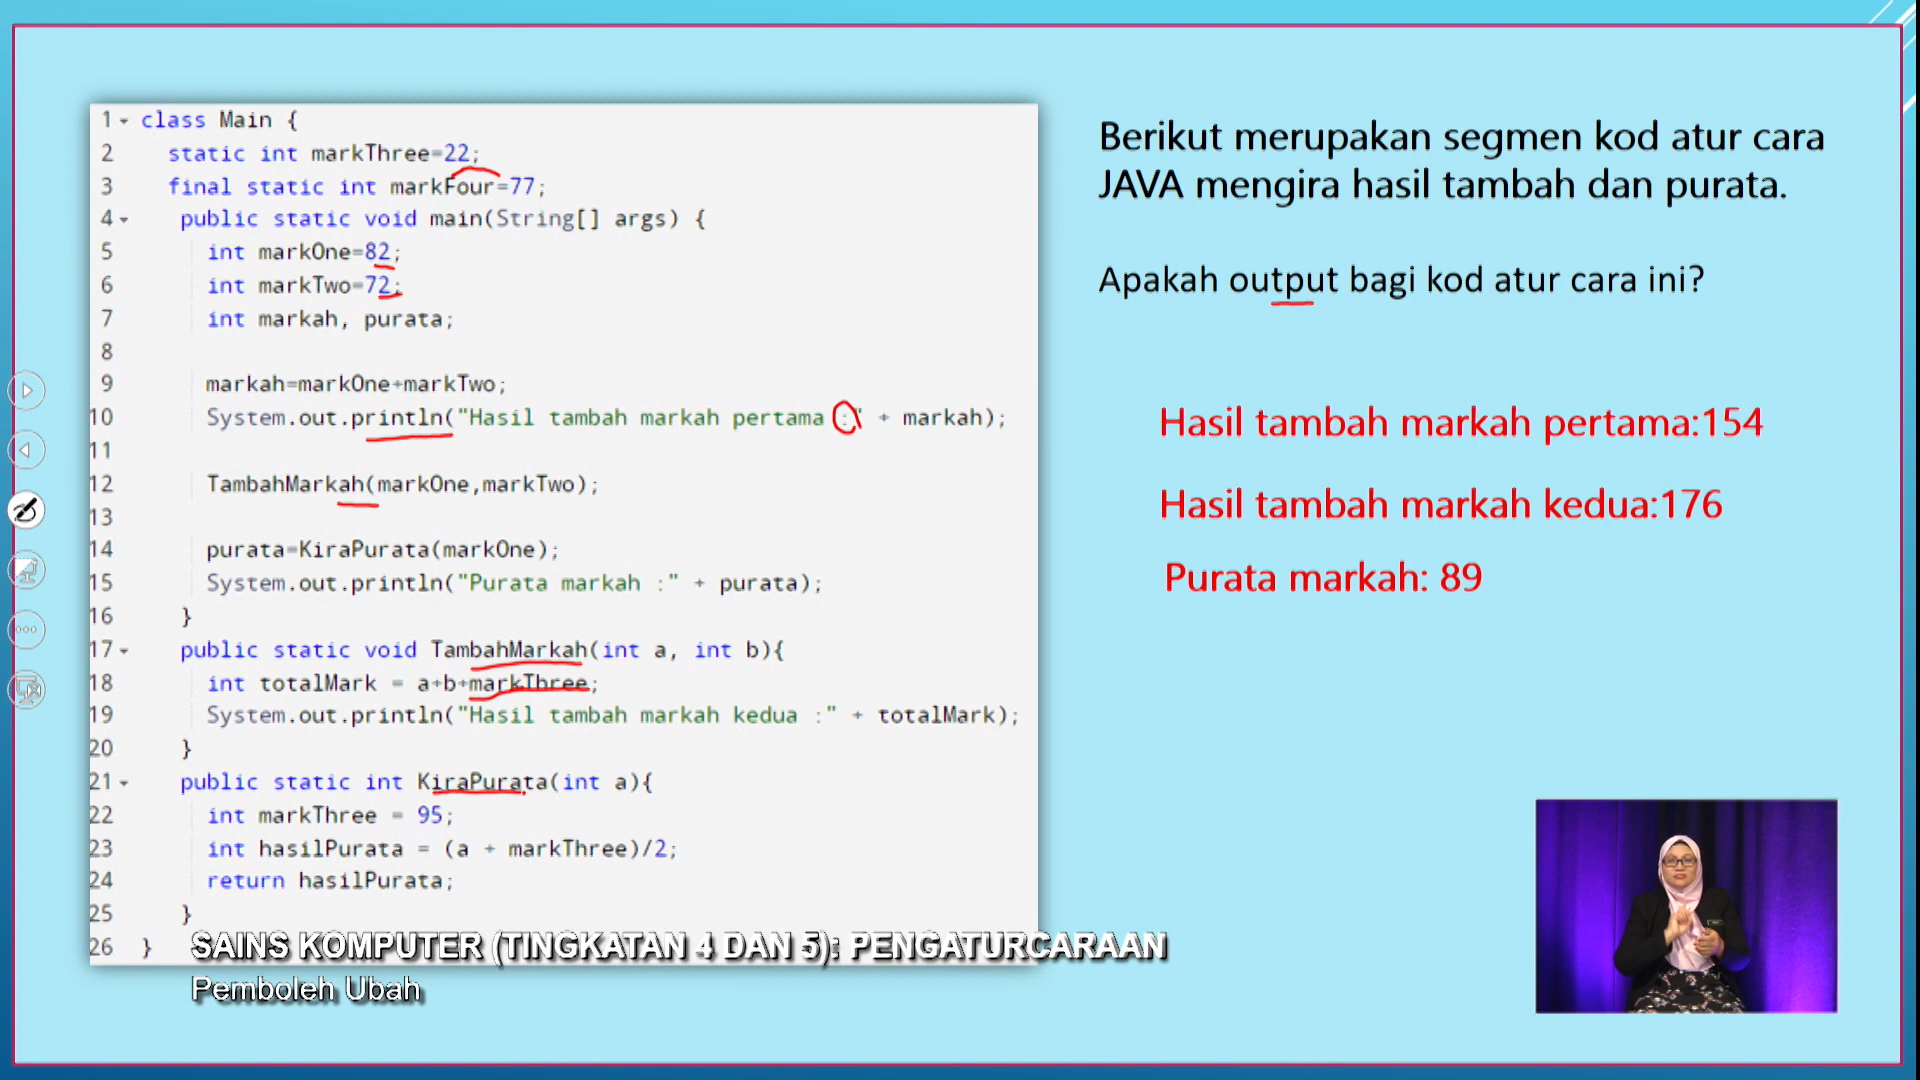 1 class Main {
2 static int markThree=22;
3 final static int markFour=77;
4 public static void main(String[] args) {
5 int markOne=82;
6 int markTwo=72;
7 int markah, purata;
8
9 markah=markOne+markTwo;
10 System.out.println("Hasil tambah markah pertama :" + markah);
11
12 TambahMarkah(markOne,markTwo);
13
14 purata=KiraPurata(markOne);
15 System.out.println("Purata markah :" + purata);
16 }
17 public static void TambahMarkah(int a, int b){
18 int totalMark = a+b+markThree;
19 System.out.println("Hasil tambah markah kedua :" + totalMark);
20 }
21 public static int KiraPurata(int a){
22 int markThree = 95;
23 int hasilPurata = (a + markThree)/2;
24 return hasilPurata;
25 }
26 }
Berikut merupakan segmen kod atur cara
JAVA mengira hasil tambah dan purata.
Apakah output bagi kod atur cara ini?
Hasil tambah markah pertama:154
Hasil tambah markah kedua:176
Purata markah: 89
SAINS KOMPUTER (TINGKATAN 4 DAN 5): PENGATURCARAAN
Pemboleh Ubah